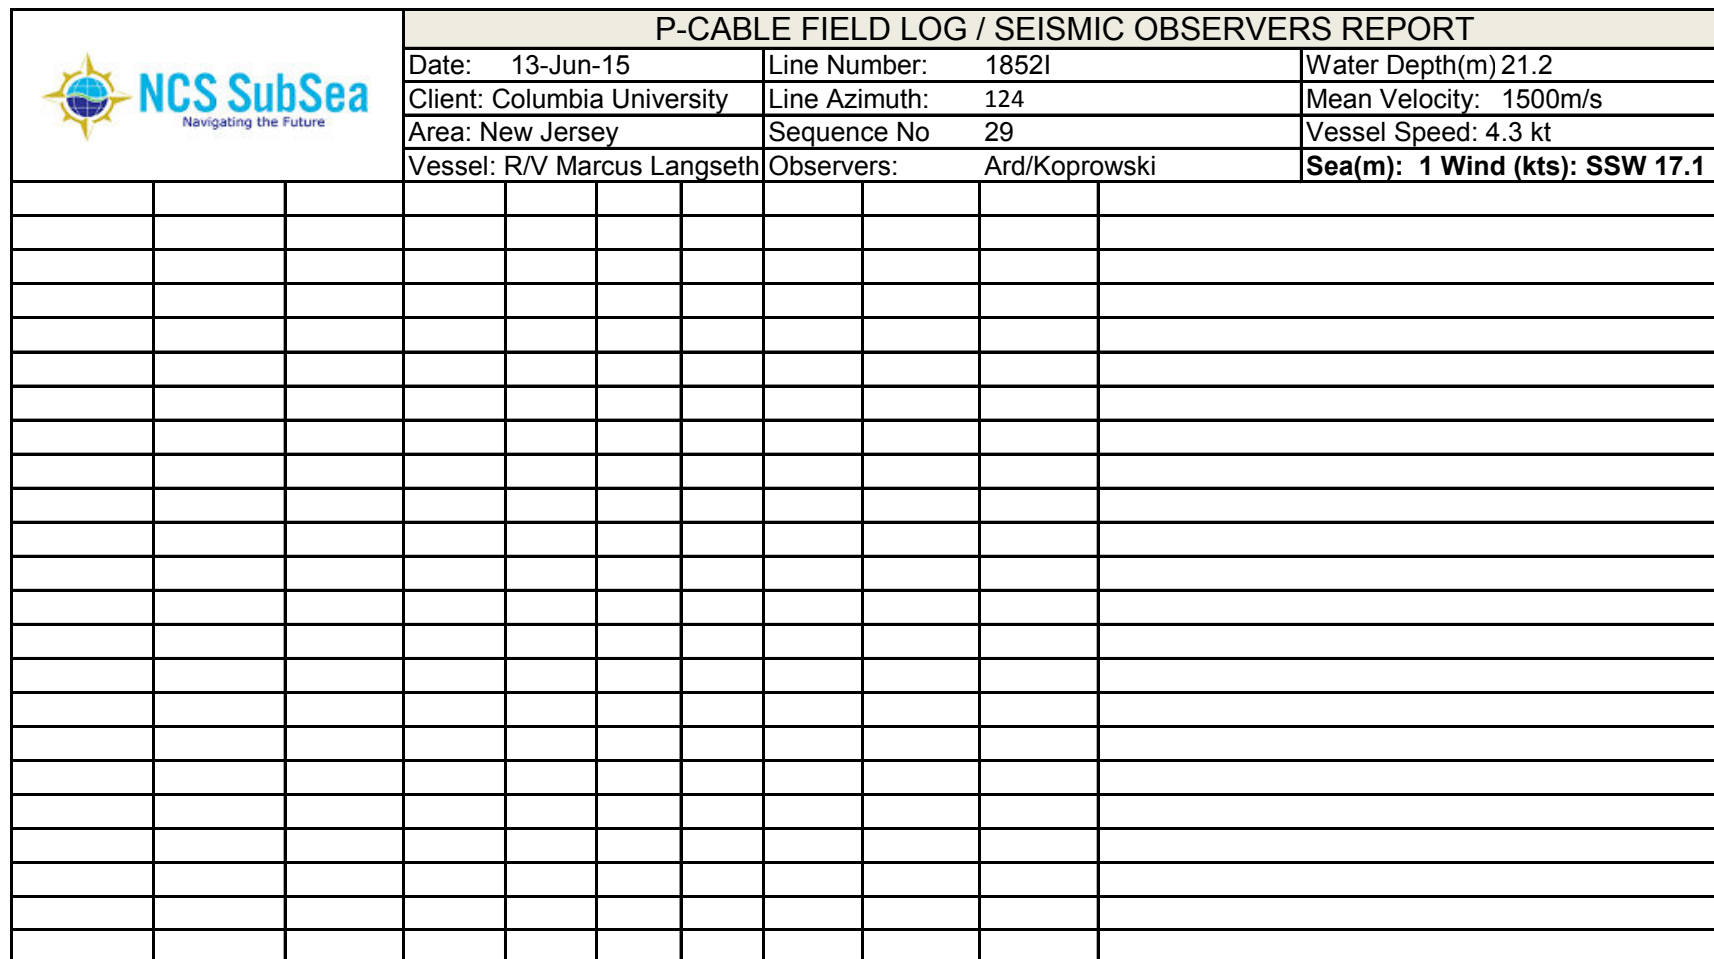 P-CABLE FIELD LOG / SEISMIC OBSERVERS REPORT
NCS SubSea
Navigating the Future
Date: 13-Jun-15 Line Number: 1852I Water Depth(m) 21.2
Client: Columbia University Line Azimuth: 124 Mean Velocity: 1500m/s
Area: New Jersey Sequence No 29 Vessel Speed: 4.3 kt
Vessel: R/V Marcus Langseth Observers: Ard/Koprowski Sea(m): 1 Wind (kts): SSW 17.1